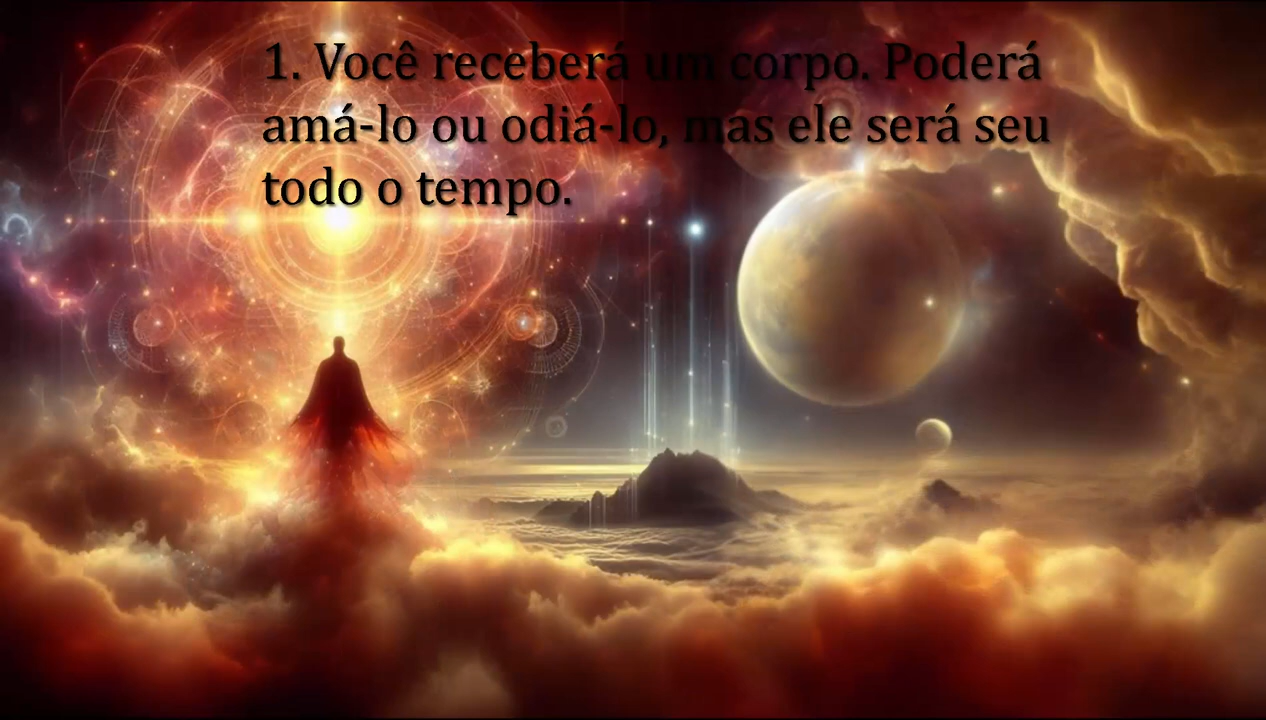 1. Você receberá um corpo. Poderá
amá-lo ou odiá-lo, mas ele será seu
todo o tempo.